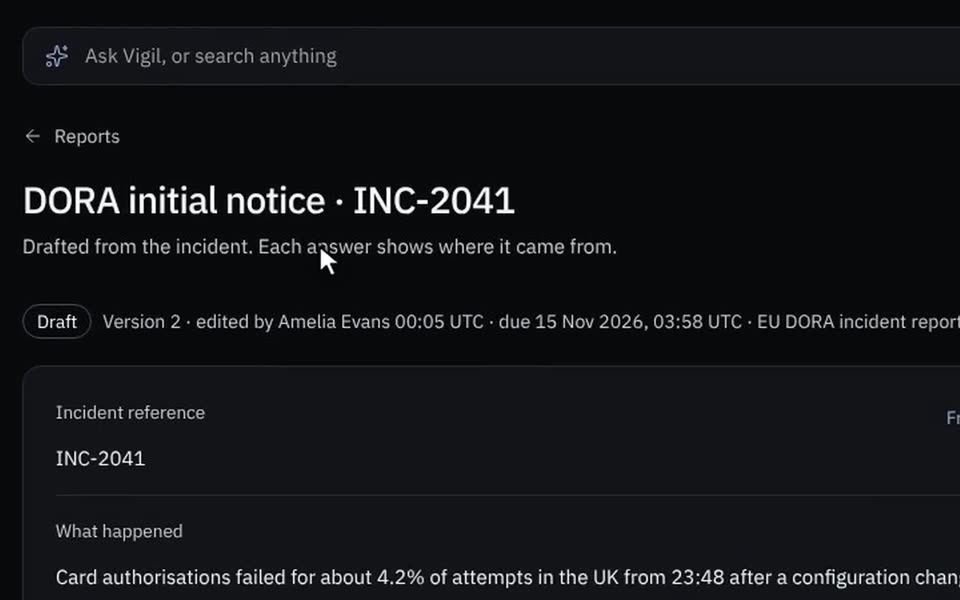 Ask Vigil, or search anything
← Reports
DORA initial notice · INC-2041
Drafted from the incident. Each answer shows where it came from.
Draft Version 2 · edited by Amelia Evans 00:05 UTC · due 15 Nov 2026, 03:58 UTC · EU DORA incident
Incident reference
INC-2041
What happened
Card authorisations failed for about 4.2% of attempts in the UK from 23:48 after a configuration